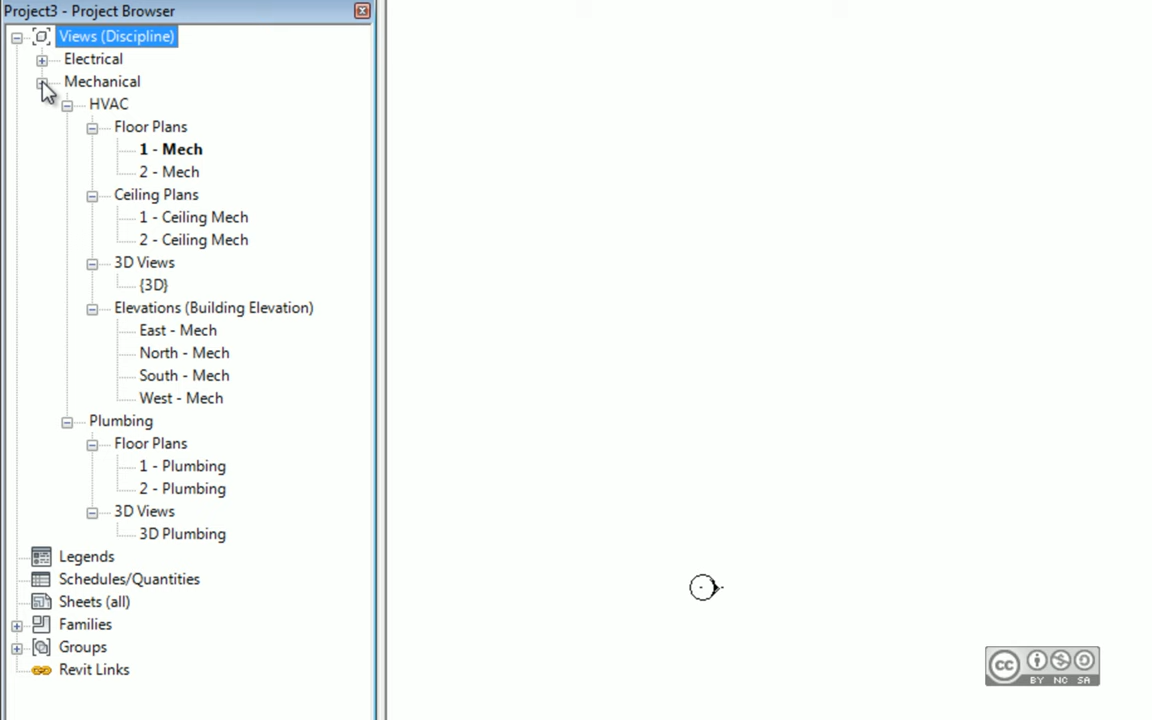 Project3 - Project Browser
Views (Discipline)
Electrical
Mechanical
HVAC
Floor Plans
1 - Mech
2 - Mech
Ceiling Plans
1 - Ceiling Mech
2 - Ceiling Mech
3D Views
{3D}
Elevations (Building Elevation)
East - Mech
North - Mech
South - Mech
West - Mech
Plumbing
Floor Plans
1 - Plumbing
2 - Plumbing
3D Views
3D Plumbing
Legends
Schedules/Quantities
Sheets (all)
Families
Groups
Revit Links
cc
BY NC SA